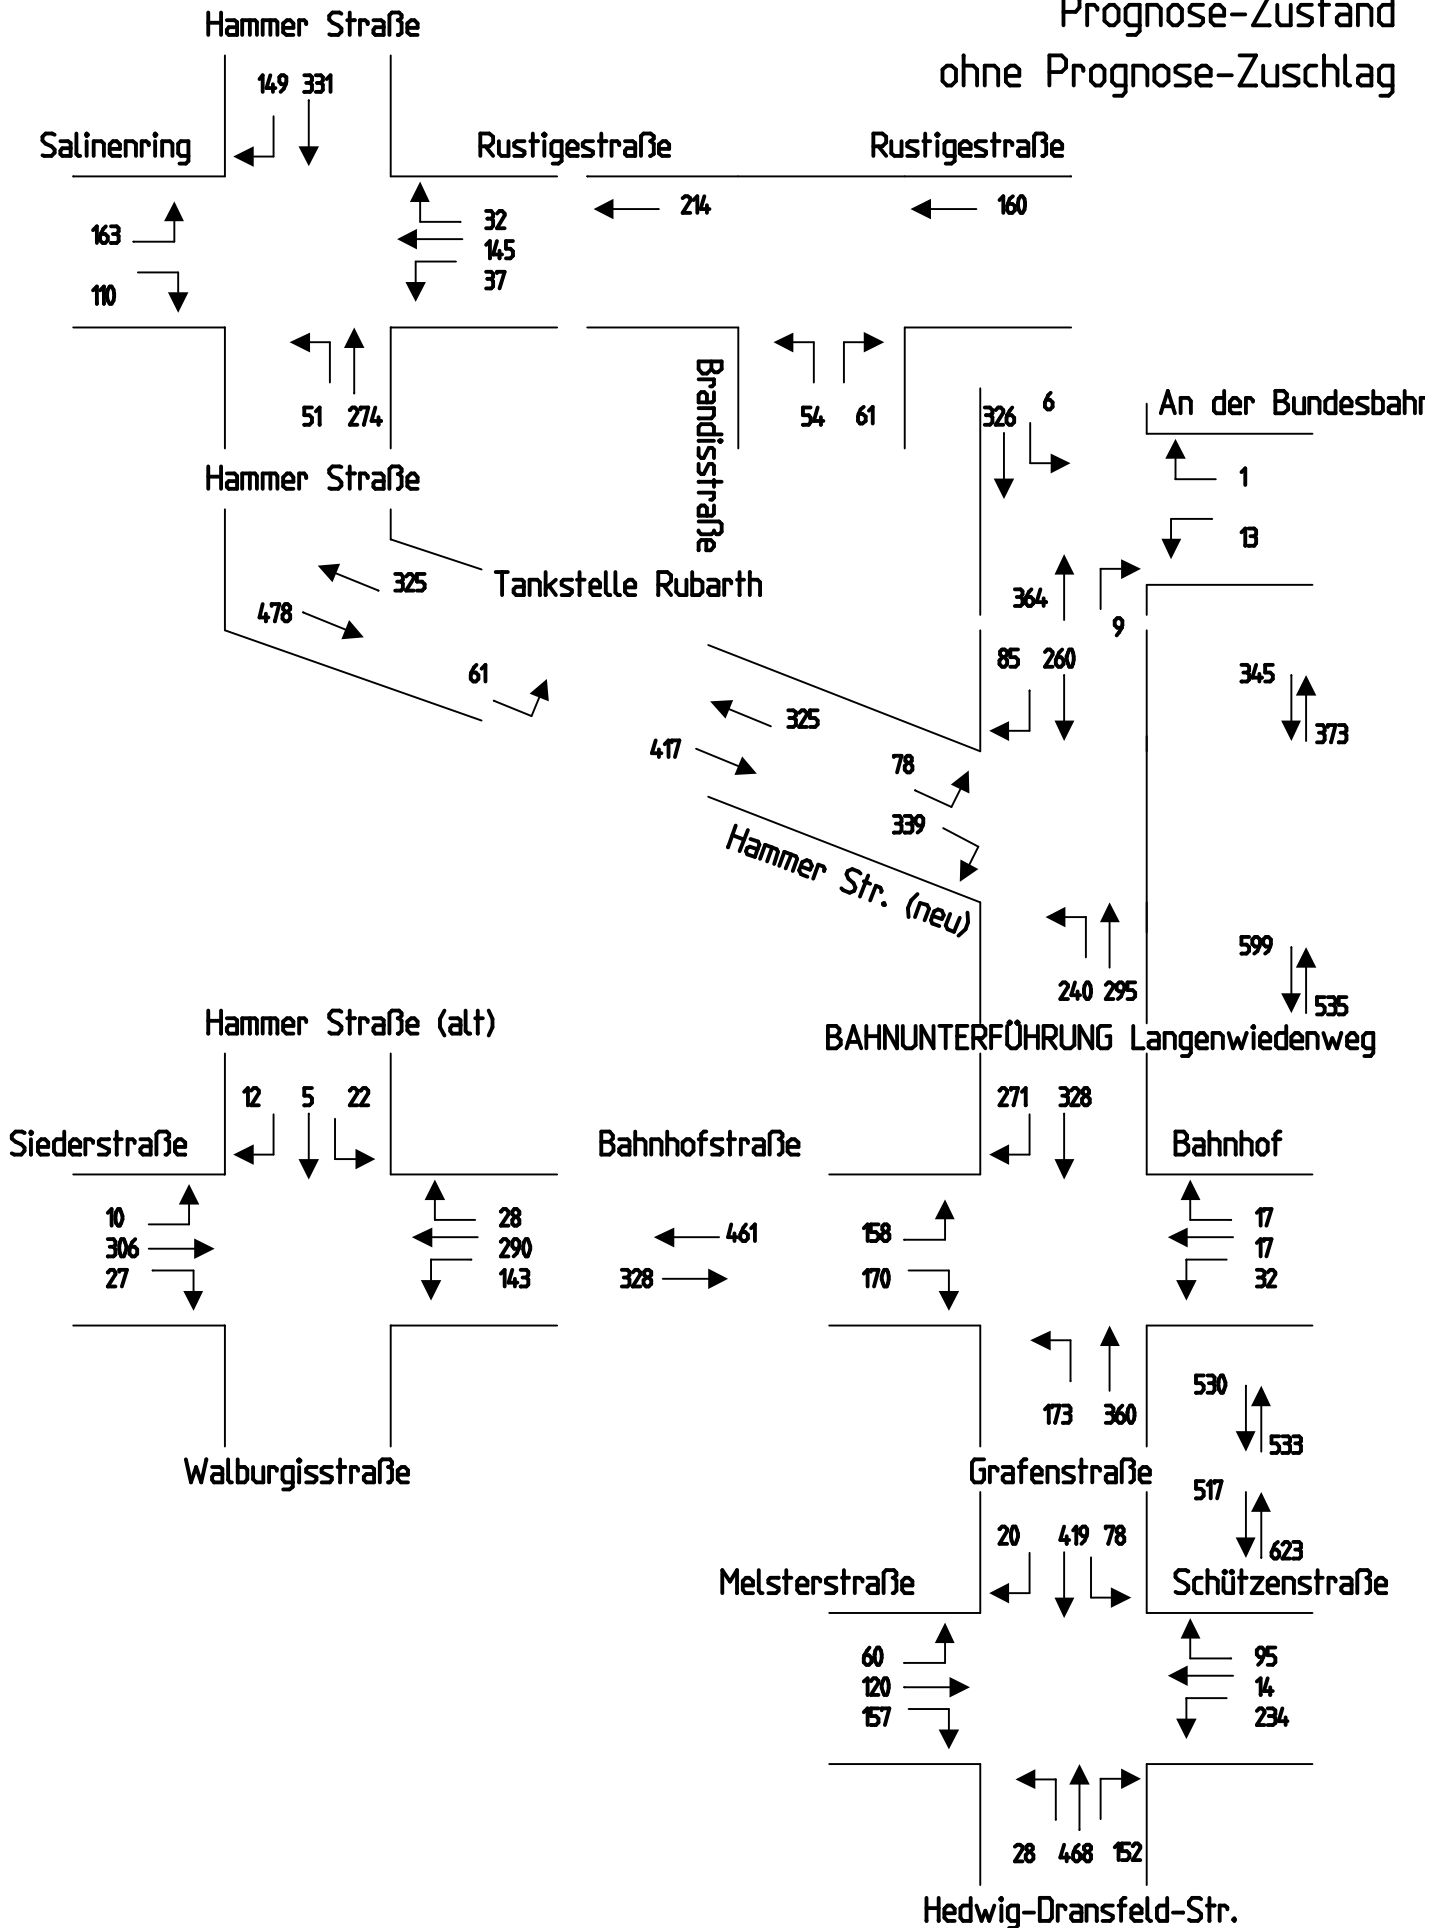 Prognose-Zustand
ohne Prognose-Zuschlag
Hammer Straße
149 331
Salinenring
Rustigestraße
Rustigestraße
163
110
32
145
37
214
160
51 274
Hammer Straße
Brandisstraße
54 61
326 6
An der Bundesbahn
1
13
364
9
325
478
Tankstelle Rubarth
61
85 260
345
373
325
417
78
339
Hammer Str. (neu)
240 295
599
535
BAHNUNTERFÜHRUNG Langenwiedenweg
Hammer Straße (alt)
12 5 22
Siederstraße
10
306
27
28
290
143
Bahnhofstraße
461
328
271 328
Bahnhof
158
170
17
17
32
173 360
530
533
Walburgisstraße
Grafenstraße
517
623
20 419 78
Melsterstraße
Schützenstraße
60
120
157
95
14
234
28 468 152
Hedwig-Dransfeld-Str.